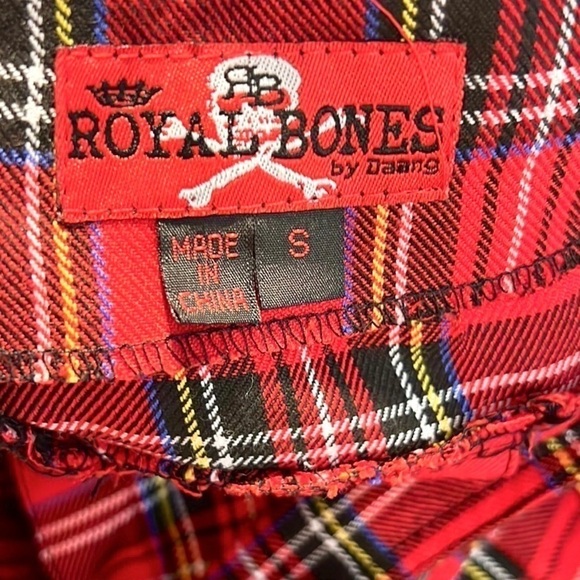 RB
ROYAL BONES
by Daang
MADE
IN
CHINA
S